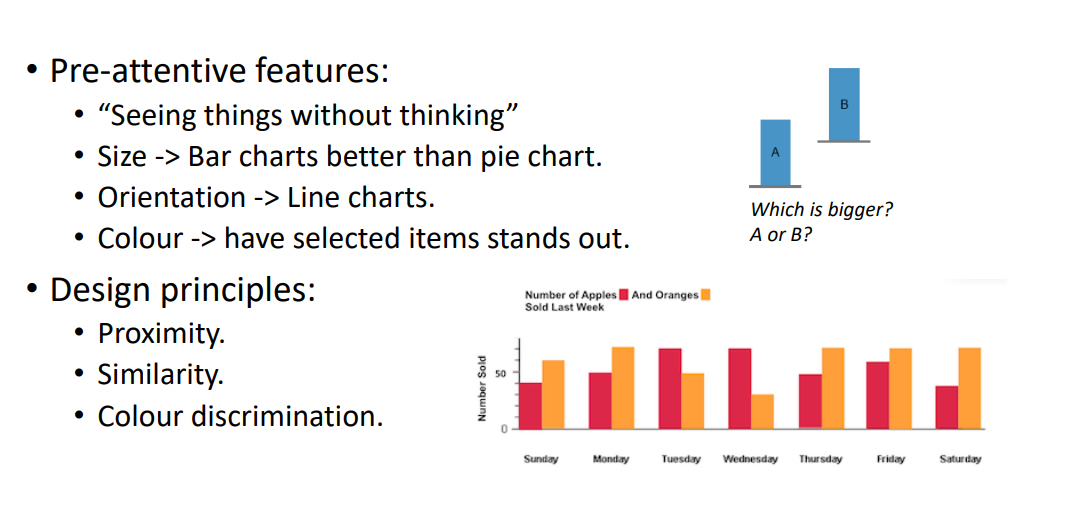 • Pre-attentive features:
• “Seeing things without thinking”
• Size -> Bar charts better than pie chart.
• Orientation -> Line charts.
• Colour -> have selected items stands out.
A
B
Which is bigger?
A or B?
• Design principles:
• Proximity.
• Similarity.
• Colour discrimination.
Number of Apples And Oranges
Sold Last Week
Number Sold
50
0
Sunday Monday Tuesday Wednesday Thursday Friday Saturday